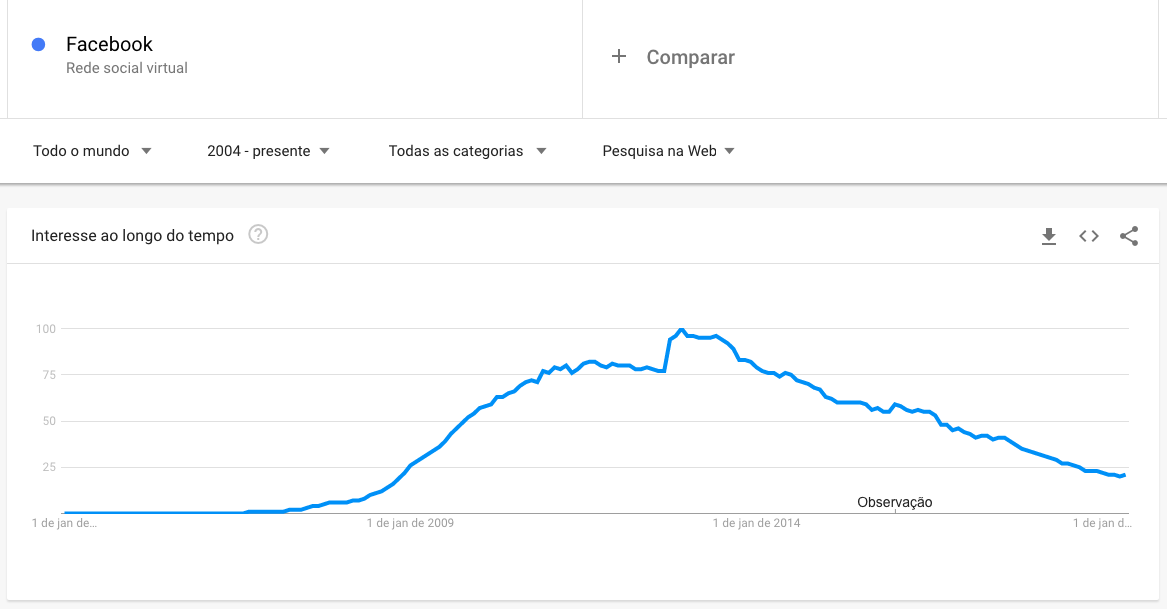 Facebook
Rede social virtual
+ Comparar
Todo o mundo
2004 - presente
Todas as categorias
Pesquisa na Web
Interesse ao longo do tempo ?
100
75
50
25
Observação
1 de jan de...
1 de jan de 2009
1 de jan de 2014
1 de jan d...